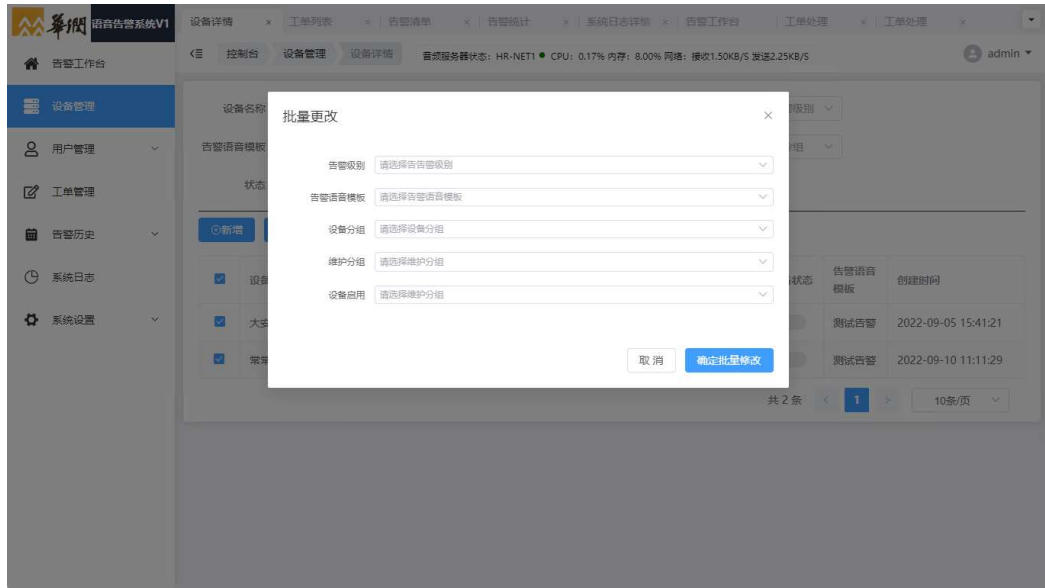 華潤 语音告警系统V1
设备详情 × 工单列表 × 告警清单 × 告警统计 × 系统日志详情 × 告警工作台 工单处理 × 工单处理 ×
控制台 设备管理 设备详情 音频服务器状态：HR-NET1 CPU：0.17% 内存：8.00% 网络：接收1.50KB/S 发送2.25KB/S admin
告警工作台
设备管理
用户管理
工单管理
告警历史
系统日志
系统设置
设备名称
告警语音模板
状态
批量更改 ×
告警级别 请选择告告警级别
告警语音模板 请选择告警语音模板
设备分组 请选择设备分组
维护分组 请选择维护分组
设备启用 请选择维护分组
取 消 确定批量修改
新增
状态 告警语音模板 创建时间
大安 测试告警 2022-09-05 15:41:21
测试告警 2022-09-10 11:11:29
共 2 条 < 1 > 10条/页